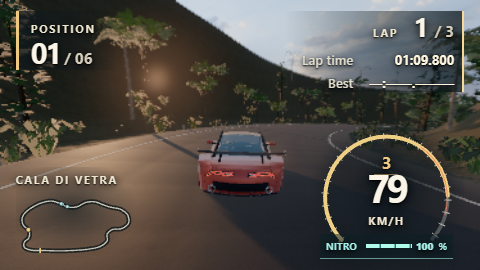 POSITION
01 / 06
LAP 1 / 3
Lap time 01:09.800
Best
3
79
KM/H
NITRO 100 %
CALA DI VETRA